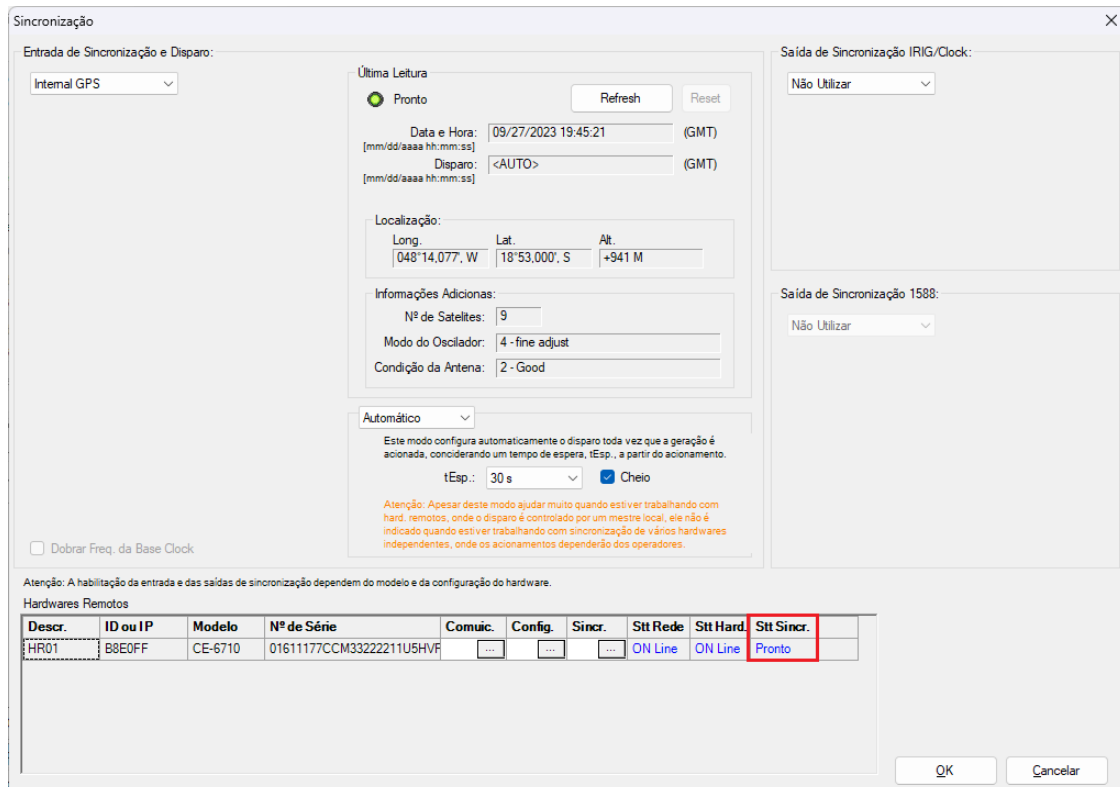 Sincronização
Entrada de Sincronização e Disparo:
Internal GPS
Dobrar Freq. da Base Clock
Última Leitura
Pronto
Refresh
Reset
Data e Hora: 09/27/2023 19:45:21 (GMT)
[mm/dd/aaaa hh:mm:ss]
Disparo: <AUTO> (GMT)
[mm/dd/aaaa hh:mm:ss]
Localização:
Long. Lat. Alt.
048°14,077', W 18°53,000', S +941 M
Informações Adicionas:
Nº de Satelites: 9
Modo do Oscilador: 4 - fine adjust
Condição da Antena: 2 - Good
Automático
Este modo configura automaticamente o disparo toda vez que a geração é
acionada, conciderando um tempo de espera, tEsp., a partir do acionamento.
tEsp.: 30 s Cheio
Atenção: Apesar deste modo ajudar muito quando estiver trabalhando com
hard. remotos, onde o disparo é controlado por um mestre local, ele não é
indicado quando estiver trabalhando com sincronização de vários hardwares
independentes, onde os acionamentos dependerão dos operadores.
Saída de Sincronização IRIG/Clock:
Não Utilizar
Saída de Sincronização 1588:
Não Utilizar
Atenção: A habilitação da entrada e das saídas de sincronização dependem do modelo e da configuração do hardware.
Hardwares Remotos
Descr. ID ou IP Modelo Nº de Série Comuic. Config. Sincr. Stt Rede Stt Hard. Stt Sincr.
HR01 B8E0FF CE-6710 01611177CCM33222211U5HVF ... ... ... ON Line ON Line Pronto
OK
Cancelar